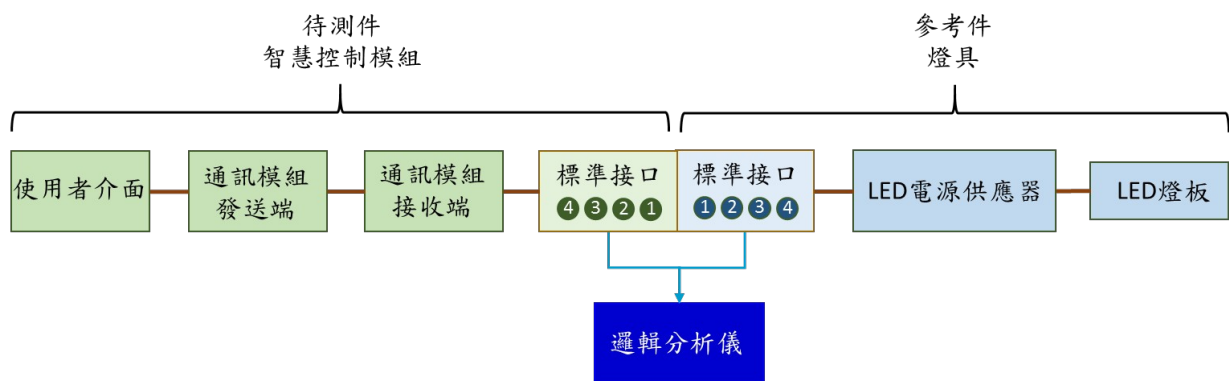 待測件
智慧控制模組
參考件
燈具
使用者介面
通訊模組
發送端
通訊模組
接收端
標準接口
4 3 2 1
標準接口
1 2 3 4
LED電源供應器
LED燈板
邏輯分析儀